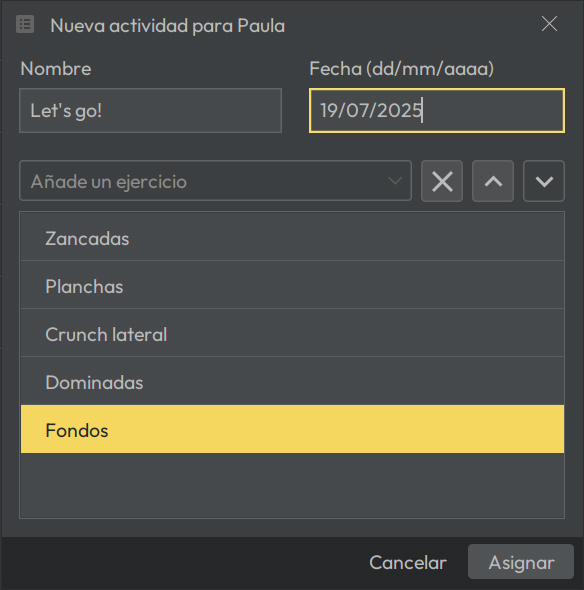 Nueva actividad para Paula
Nombre
Fecha (dd/mm/aaaa)
Let's go!
19/07/2025
Añade un ejercicio
Zancadas
Planchas
Crunch lateral
Dominadas
Fondos
Cancelar
Asignar